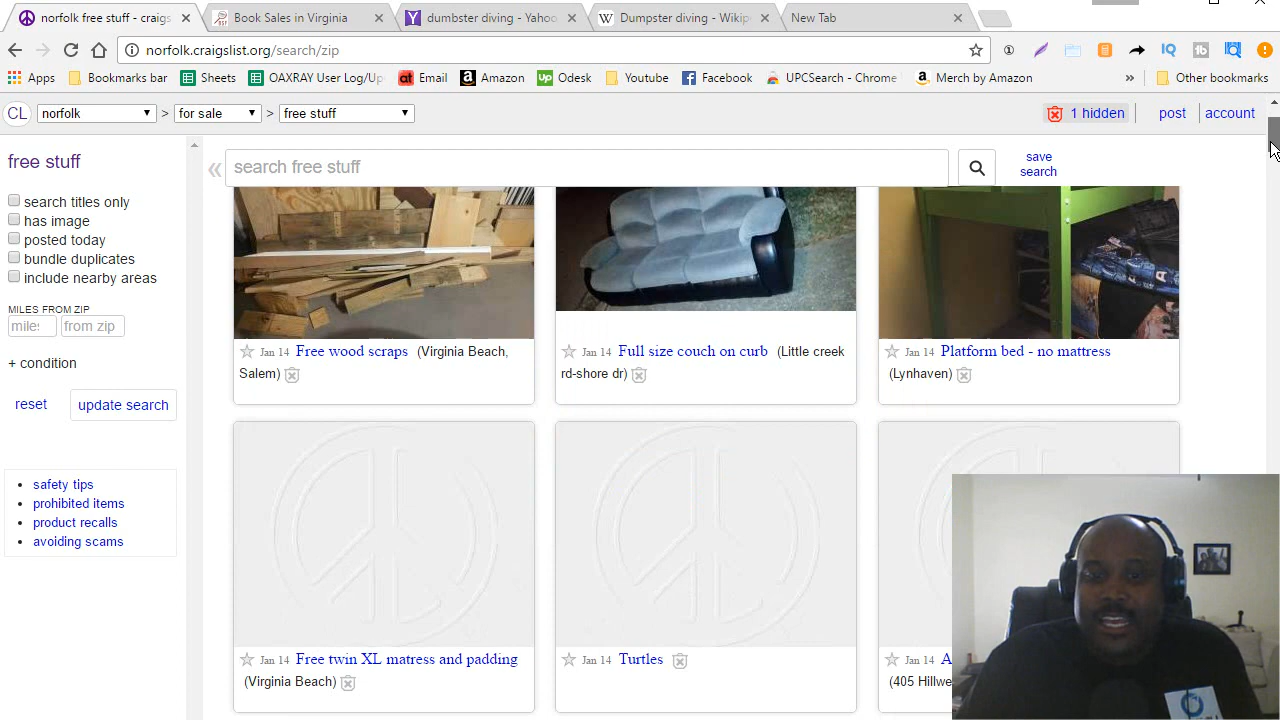 norfolk free stuff - craigs
Book Sales in Virginia
dumbster diving - Yahoo
Dumpster diving - Wikip
New Tab
norfolk.craigslist.org/search/zip
Apps
Bookmarks bar
Sheets
OAXRAY User Log/Up
Email
Amazon
Odesk
Youtube
Facebook
UPCSearch - Chrome
Merch by Amazon
»
Other bookmarks
CL
norfolk
>
for sale
>
free stuff
1 hidden
post
account
free stuff
«
search free stuff
save
search
search titles only
has image
posted today
bundle duplicates
include nearby areas
MILES FROM ZIP
miles
from zip
+ condition
reset
update search
safety tips
prohibited items
product recalls
avoiding scams
Jan 14 Free wood scraps (Virginia Beach,
Salem)
Jan 14 Full size couch on curb (Little creek
rd-shore dr)
Jan 14 Platform bed - no mattress
(Lynhaven)
Jan 14 Free twin XL matress and padding
(Virginia Beach)
Jan 14 Turtles
Jan 14 A
(405 Hillwe